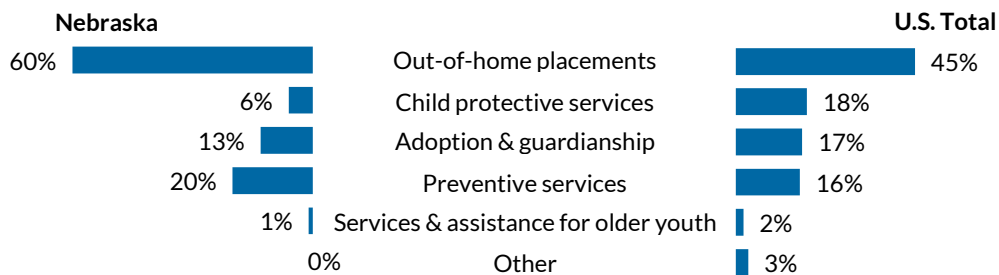 Nebraska U.S. Total
60% Out-of-home placements 45%
6% Child protective services 18%
13% Adoption & guardianship 17%
20% Preventive services 16%
1% Services & assistance for older youth 2%
0% Other 3%